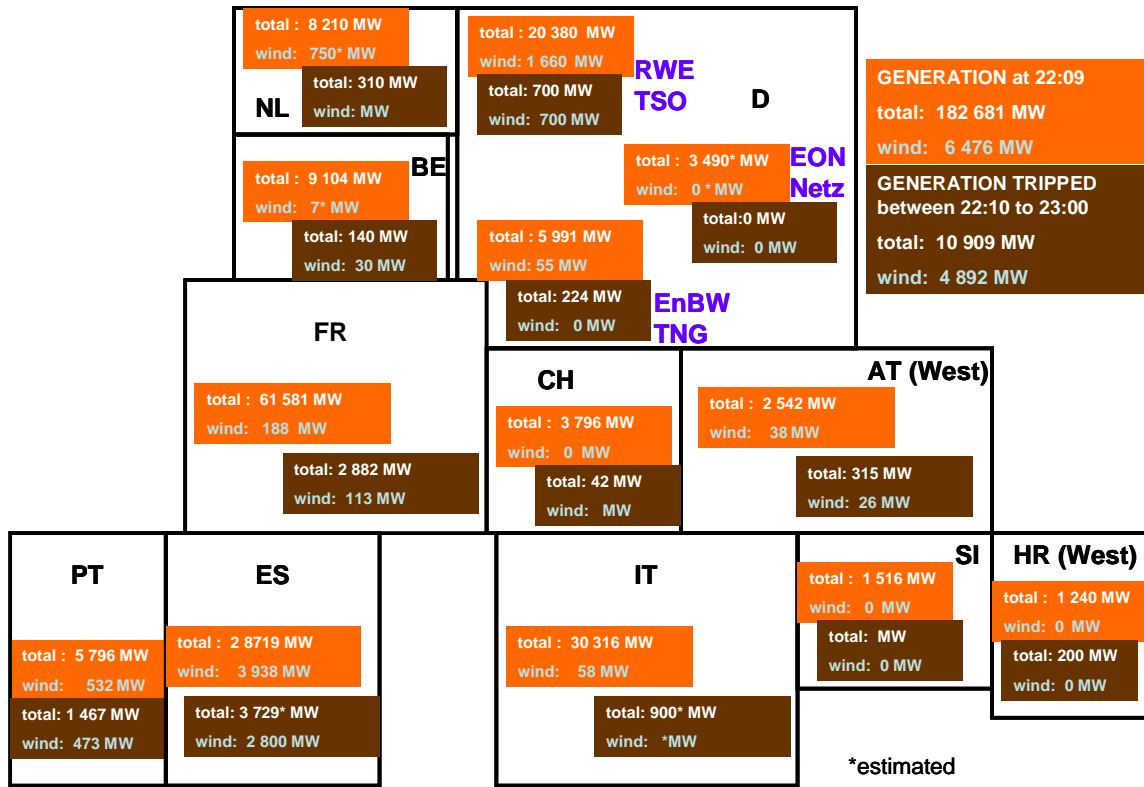 total : 8 210 MW
wind: 750* MW
total: 310 MW
wind: MW
NL
total : 20 380 MW
wind: 1 660 MW
total: 700 MW
wind: 700 MW
RWE
TSO
D
GENERATION at 22:09
total: 182 681 MW
wind: 6 476 MW
GENERATION TRIPPED
between 22:10 to 23:00
total: 10 909 MW
wind: 4 892 MW
BE
total : 9 104 MW
wind: 7* MW
total: 140 MW
wind: 30 MW
total : 3 490* MW
wind: 0 * MW
total:0 MW
wind: 0 MW
EON
Netz
total : 5 991 MW
wind: 55 MW
total: 224 MW
wind: 0 MW
EnBW
TNG
FR
total : 61 581 MW
wind: 188 MW
total: 2 882 MW
wind: 113 MW
CH
total : 3 796 MW
wind: 0 MW
total: 42 MW
wind: MW
AT (West)
total : 2 542 MW
wind: 38 MW
total: 315 MW
wind: 26 MW
PT
total : 5 796 MW
wind: 532 MW
total: 1 467 MW
wind: 473 MW
ES
total : 2 8719 MW
wind: 3 938 MW
total: 3 729* MW
wind: 2 800 MW
IT
total : 30 316 MW
wind: 58 MW
total: 900* MW
wind: *MW
SI
total : 1 516 MW
wind: 0 MW
total: MW
wind: 0 MW
HR (West)
total : 1 240 MW
wind: 0 MW
total: 200 MW
wind: 0 MW
*estimated